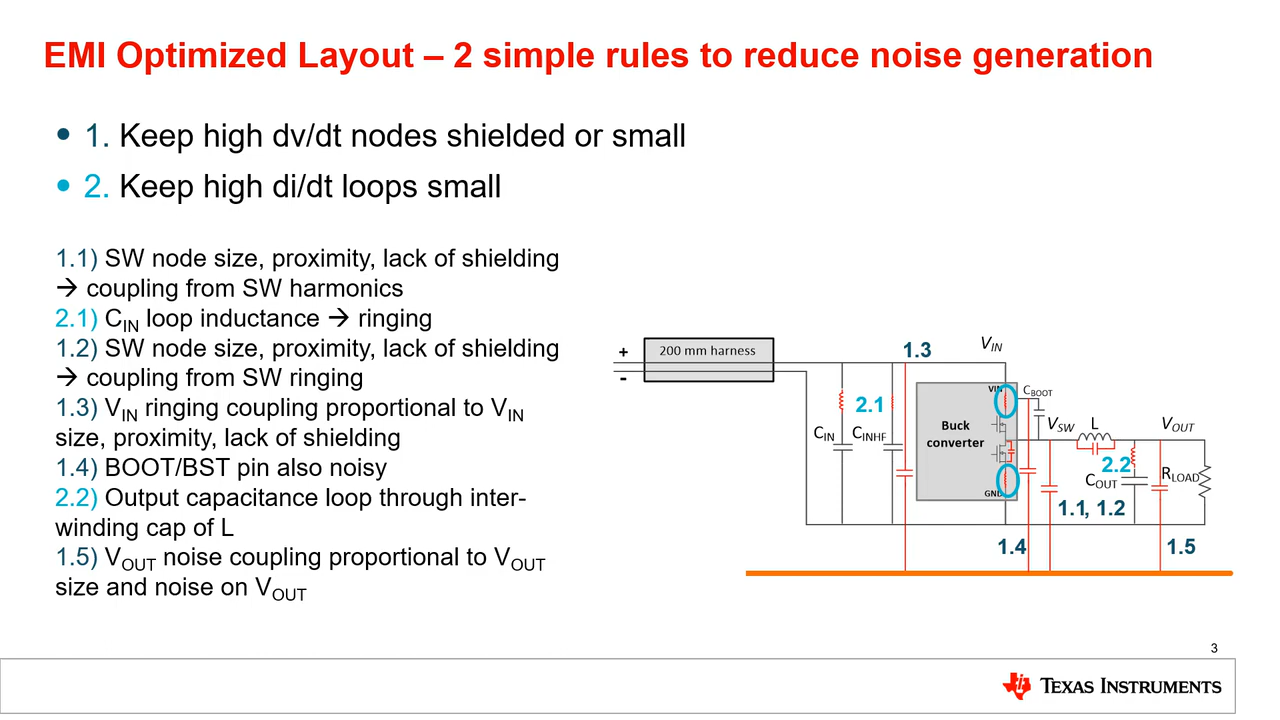 EMI Optimized Layout – 2 simple rules to reduce noise generation
• 1. Keep high dv/dt nodes shielded or small
• 2. Keep high di/dt loops small
1.1) SW node size, proximity, lack of shielding
→ coupling from SW harmonics
2.1) CIN loop inductance → ringing
1.2) SW node size, proximity, lack of shielding
→ coupling from SW ringing
1.3) VIN ringing coupling proportional to VIN
size, proximity, lack of shielding
1.4) BOOT/BST pin also noisy
2.2) Output capacitance loop through inter-
winding cap of L
1.5) VOUT noise coupling proportional to VOUT
size and noise on VOUT
+
-
200 mm harness
1.3
VIN
VIN
CBOOT
2.1
CIN
CINHF
Buck
converter
VSW
L
VOUT
2.2
COUT
RLOAD
GND
1.1, 1.2
1.4
1.5
3
TEXAS INSTRUMENTS